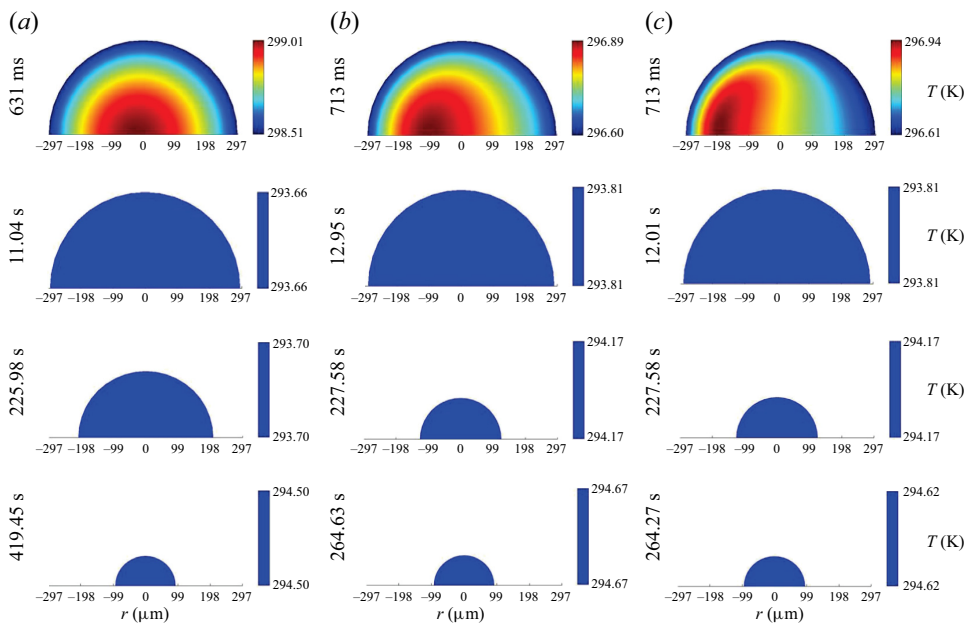 (a) (b) (c)
631 ms 299.01 713 ms 296.89 713 ms 296.94
T (K)
298.51 296.60 296.61
−297 −198 −99 0 99 198 297 −297 −198 −99 0 99 198 297 −297 −198 −99 0 99 198 297
11.04 s 293.66 12.95 s 293.81 12.01 s 293.81
T (K)
293.66 293.81 293.81
−297 −198 −99 0 99 198 297 −297 −198 −99 0 99 198 297 −297 −198 −99 0 99 198 297
225.98 s 293.70 227.58 s 294.17 227.58 s 294.17
T (K)
293.70 294.17 294.17
−297 −198 −99 0 99 198 297 −297 −198 −99 0 99 198 297 −297 −198 −99 0 99 198 297
419.45 s 294.50 264.63 s 294.67 264.27 s 294.62
T (K)
294.50 294.67 294.62
−297 −198 −99 0 99 198 297 −297 −198 −99 0 99 198 297 −297 −198 −99 0 99 198 297
r (μm) r (μm) r (μm)